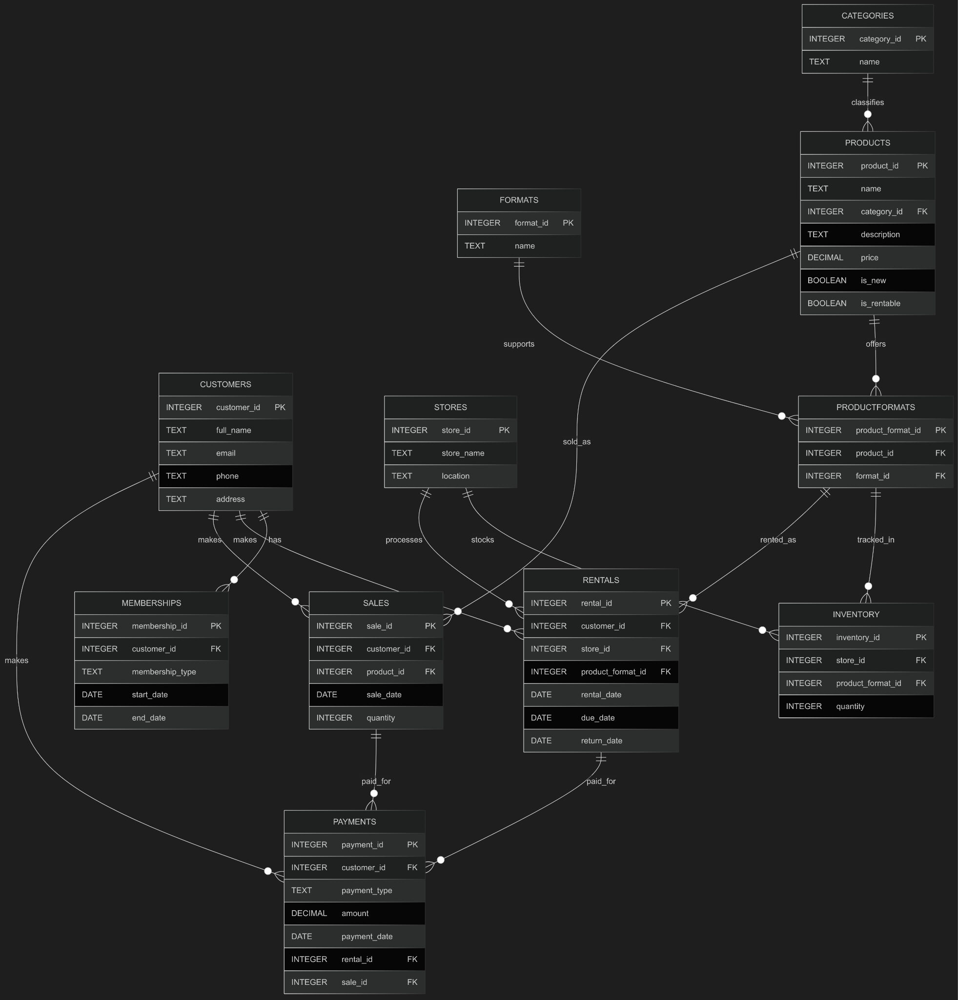 CATEGORIES
INTEGER category_id PK
TEXT name
classifies
PRODUCTS
INTEGER product_id PK
TEXT name
INTEGER category_id FK
TEXT description
DECIMAL price
BOOLEAN is_new
BOOLEAN is_rentable
FORMATS
INTEGER format_id PK
TEXT name
supports
offers
CUSTOMERS
INTEGER customer_id PK
TEXT full_name
TEXT email
TEXT phone
TEXT address
STORES
INTEGER store_id PK
TEXT store_name
TEXT location
sold_as
PRODUCTFORMATS
INTEGER product_format_id PK
INTEGER product_id FK
INTEGER format_id FK
makes
makes
has
processes
stocks
rented_as
tracked_in
MEMBERSHIPS
INTEGER membership_id PK
INTEGER customer_id FK
TEXT membership_type
DATE start_date
DATE end_date
SALES
INTEGER sale_id PK
INTEGER customer_id FK
INTEGER product_id FK
DATE sale_date
INTEGER quantity
RENTALS
INTEGER rental_id PK
INTEGER customer_id FK
INTEGER store_id FK
INTEGER product_format_id FK
DATE rental_date
DATE due_date
DATE return_date
INVENTORY
INTEGER inventory_id PK
INTEGER store_id FK
INTEGER product_format_id FK
INTEGER quantity
makes
paid_for
paid_for
PAYMENTS
INTEGER payment_id PK
INTEGER customer_id FK
TEXT payment_type
DECIMAL amount
DATE payment_date
INTEGER rental_id FK
INTEGER sale_id FK